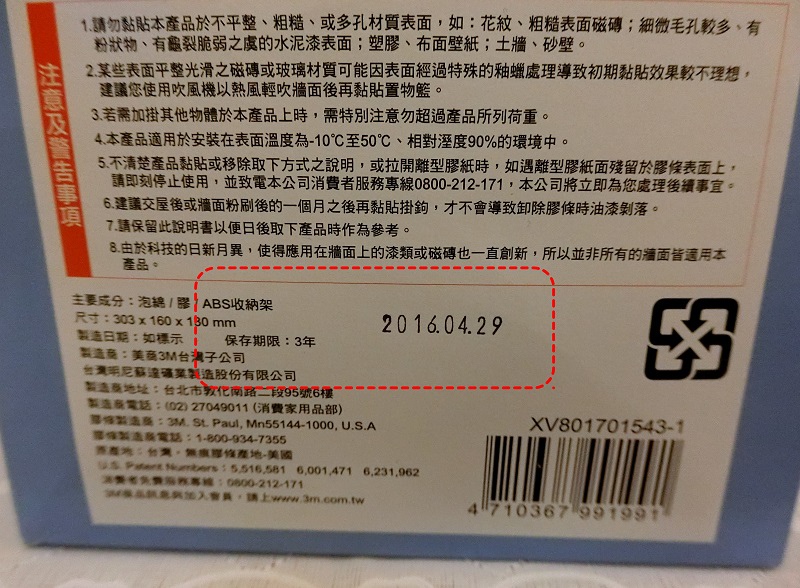 注意及警告事項
1.請勿黏貼本產品於不平整、粗糙、或多孔材質表面，如：花紋、粗糙表面磁磚；細微毛孔較多、有
粉狀物、有龜裂脆弱之虞的水泥漆表面；塑膠、布面壁紙；土牆、砂壁。
2.某些表面平整光滑之磁磚或玻璃材質可能因表面經過特殊的釉蠟處理導致初期黏貼效果較不理想，
建議您使用吹風機以熱風輕吹牆面後再黏貼置物籃。
3.若需加掛其他物體於本產品上時，需特別注意勿超過產品所列荷重。
4.本產品適用於安裝在表面溫度為-10℃至50℃、相對溼度90%的環境中。
5.不清楚產品黏貼或移除取下方式之說明，或拉開離型膠紙時，如遇離型膠紙面殘留於膠條表面上，
請即刻停止使用，並致電本公司消費者服務專線0800-212-171，本公司將立即為您處理後續事宜。
6.建議交屋後或牆面粉刷後的一個月之後再黏貼掛鉤，才不會導致卸除膠條時油漆剝落。
7.請保留此說明書以便日後取下產品時作為參考。
8.由於科技的日新月異，使得應用在牆面上的漆類或磁磚也一直創新，所以並非所有的牆面皆適用本
產品。
主要成分：泡綿 / 膠 / ABS收納架
尺寸：303 x 160 x 130 mm
製造日期：如標示 保存期限：3年
2016.04.29
製造商：美商3M台灣子公司
台灣明尼蘇達礦業製造股份有限公司
製造商地址：台北市敦化南路二段95號6樓
製造商電話：(02) 27049011 (消費家用品部)
膠條製造商：3M. St. Paul, Mn55144-1000, U.S.A
膠條製造商電話：1-800-934-7355
原產地：台灣，無痕膠條產地-美國
U.S. Patent Numbers：5,516,581 6,001,471 6,231,962
消費者免費服務專線：0800-212-171
3M產品訊息與加入會員，請上www.3m.com.tw
XV801701543-1
4 710367 991991